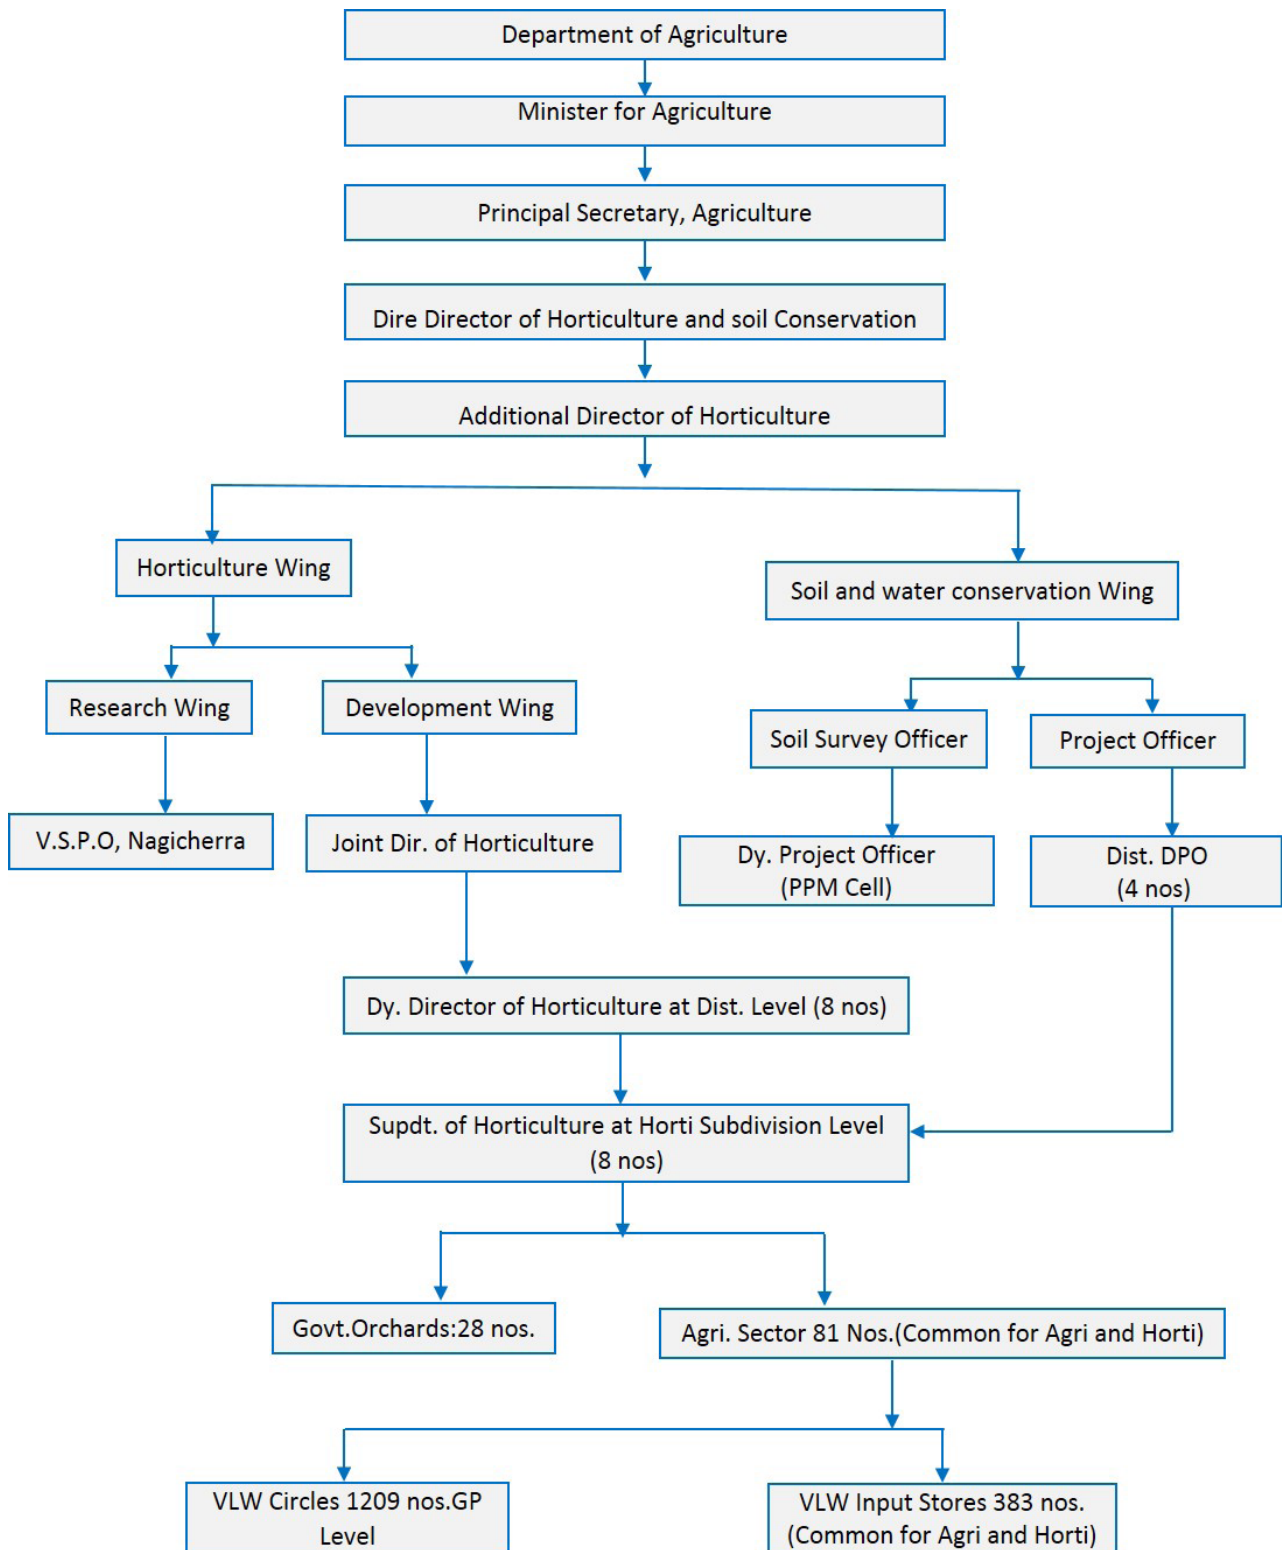 Department of Agriculture
Minister for Agriculture
Principal Secretary, Agriculture
Dire Director of Horticulture and soil Conservation
Additional Director of Horticulture
Horticulture Wing
Soil and water conservation Wing
Research Wing
Development Wing
Soil Survey Officer
Project Officer
V.S.P.O, Nagicherra
Joint Dir. of Horticulture
Dy. Project Officer
(PPM Cell)
Dist. DPO
(4 nos)
Dy. Director of Horticulture at Dist. Level (8 nos)
Supdt. of Horticulture at Horti Subdivision Level
(8 nos)
Govt.Orchards:28 nos.
Agri. Sector 81 Nos.(Common for Agri and Horti)
VLW Circles 1209 nos.GP
Level
VLW Input Stores 383 nos.
(Common for Agri and Horti)